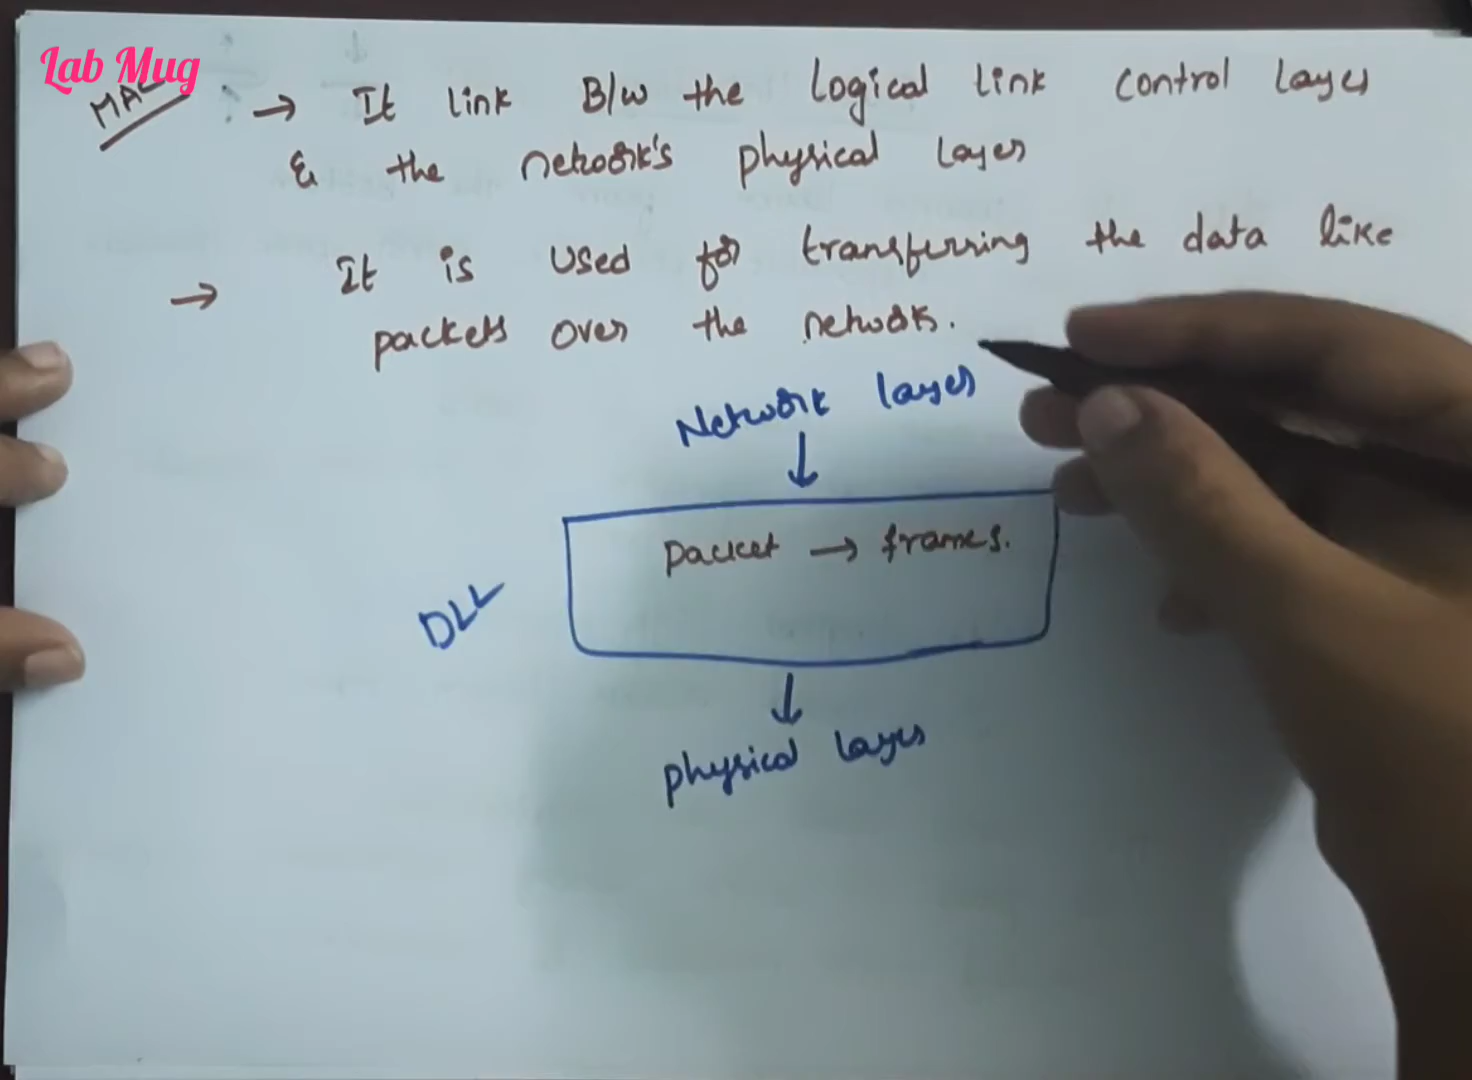 Lab Mug
MAC : → It link B/w the Logical link control layer
& the network's physical layer
→ It is used for transferring the data like
packets over the network.
Network layer
↓
packet → frames.
DLL
↓
physical layer